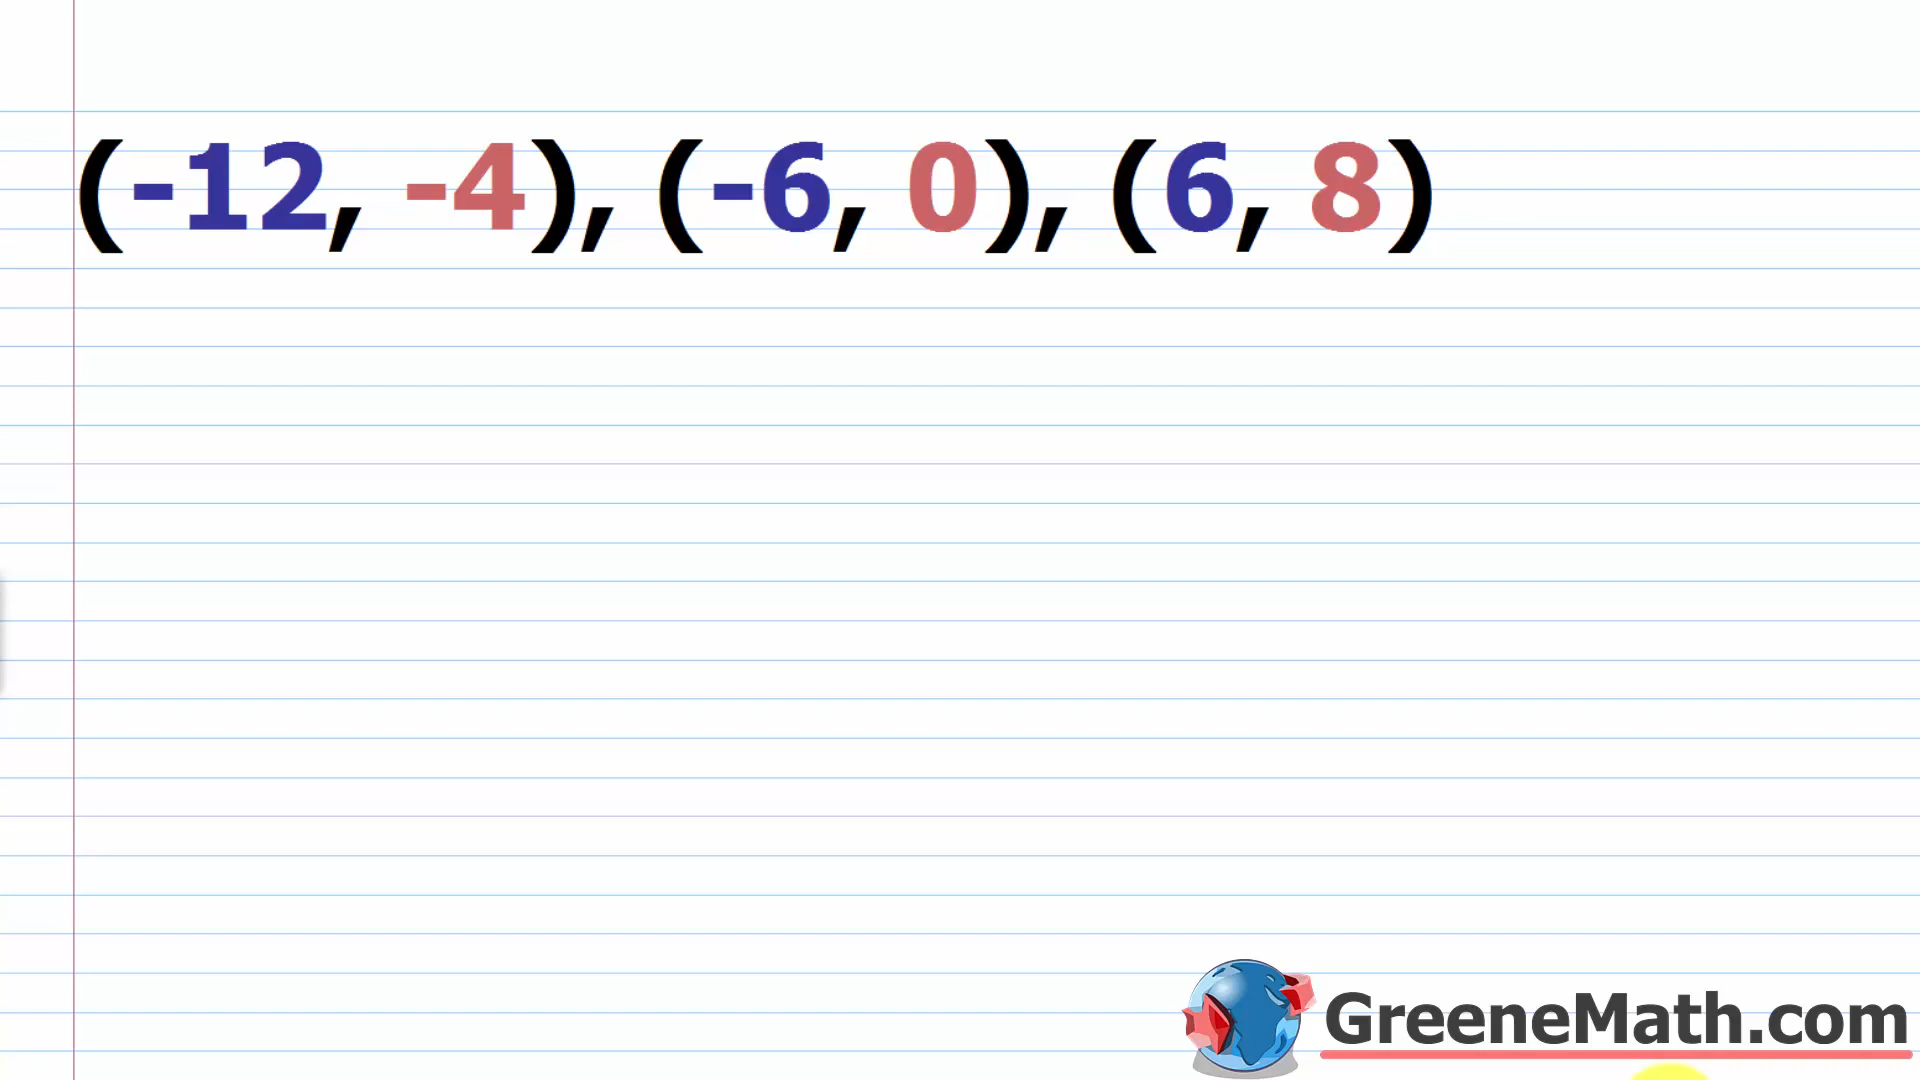 (-12, -4), (-6, 0), (6, 8)
GreeneMath.com